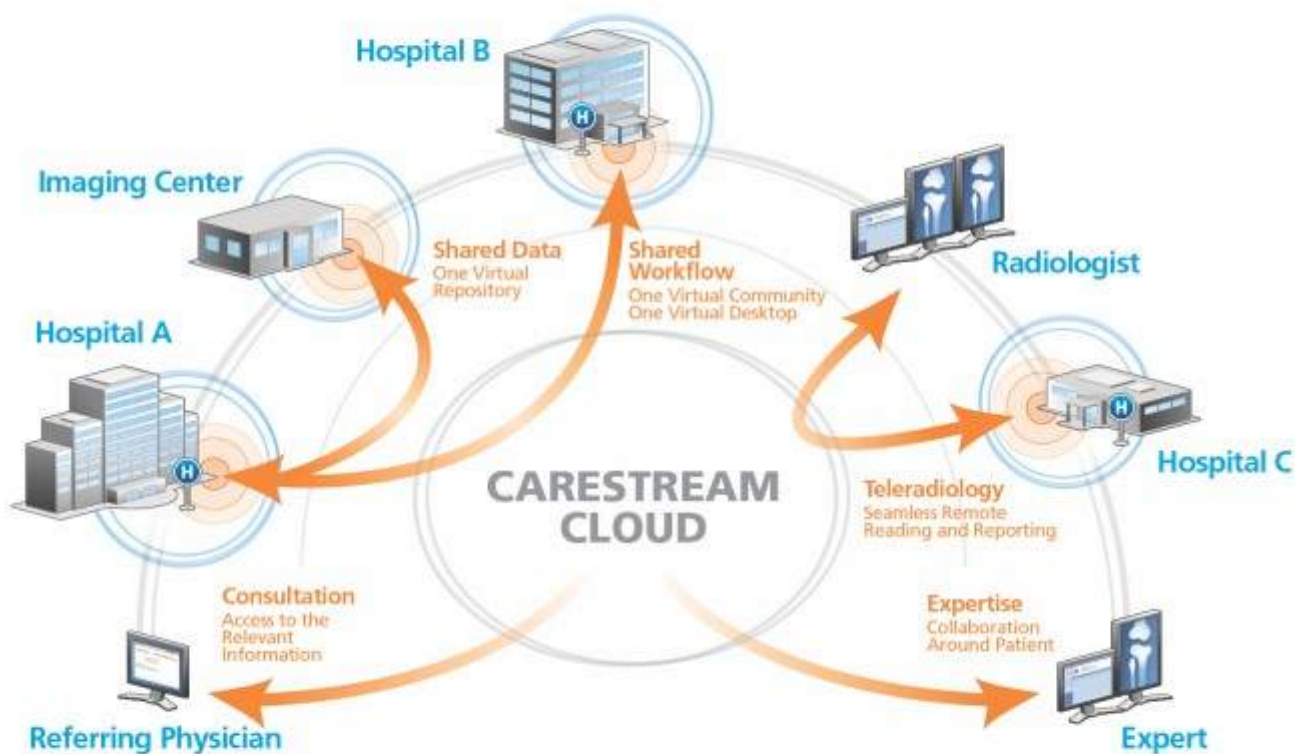 Hospital B
Imaging Center
Shared Data
One Virtual
Repository
Shared
Workflow
One Virtual Community
One Virtual Desktop
Radiologist
Hospital A
H
H
H
Hospital C
CARESTREAM
CLOUD
Teleradiology
Seamless Remote
Reading and Reporting
Consultation
Access to the
Relevant
Information
Expertise
Collaboration
Around Patient
Referring Physician
Expert